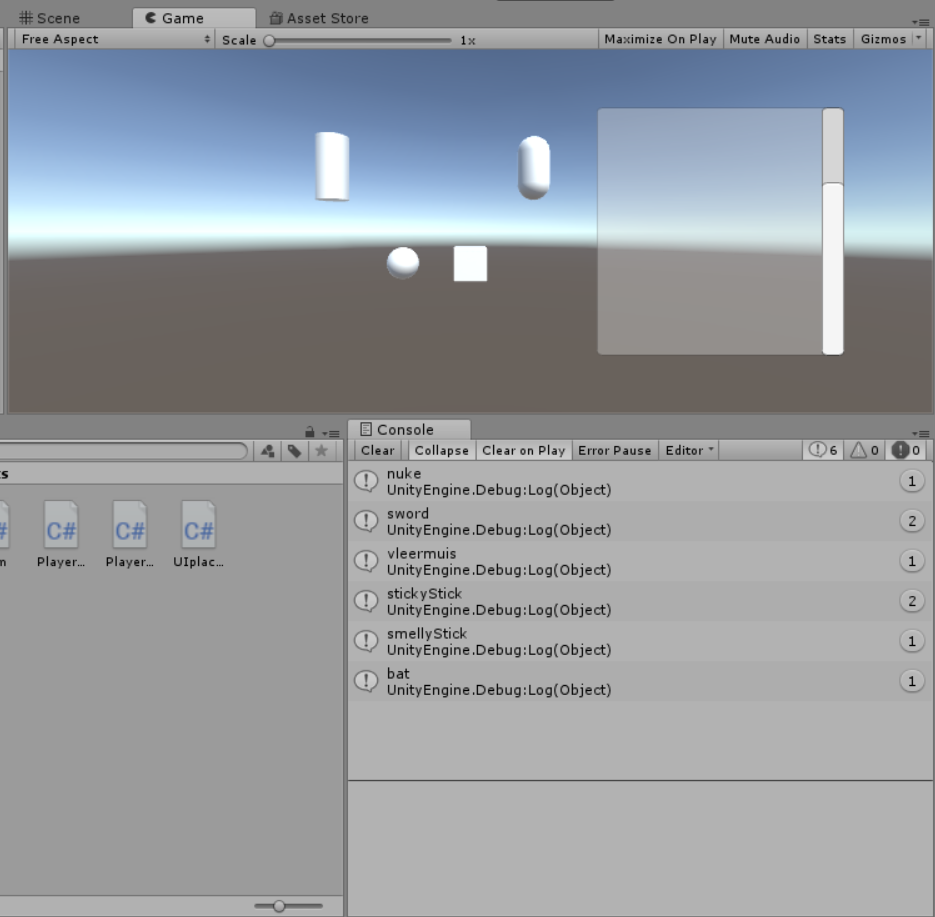 Scene Game Asset Store
Free Aspect Scale 1x Maximize On Play Mute Audio Stats Gizmos
Console
Clear Collapse Clear on Play Error Pause Editor 6 0 0
s
nuke
UnityEngine.Debug:Log(Object) 1
sword
UnityEngine.Debug:Log(Object) 2
C# C# C#
vleermuis
m Player... Player... UIplac...
UnityEngine.Debug:Log(Object) 1
stickyStick
UnityEngine.Debug:Log(Object) 2
smellyStick
UnityEngine.Debug:Log(Object) 1
bat
UnityEngine.Debug:Log(Object) 1